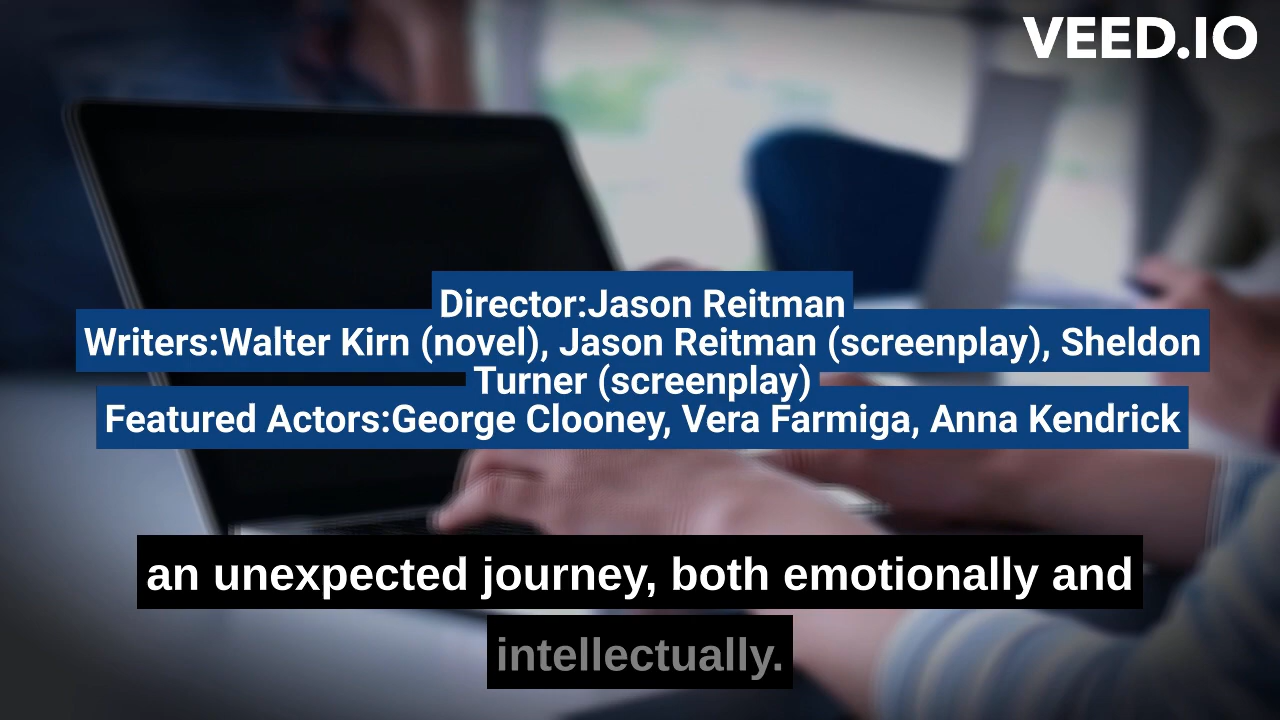 VEED.IO
Director:Jason Reitman
Writers:Walter Kirn (novel), Jason Reitman (screenplay), Sheldon
Turner (screenplay)
Featured Actors:George Clooney, Vera Farmiga, Anna Kendrick
an unexpected journey, both emotionally and
intellectually.